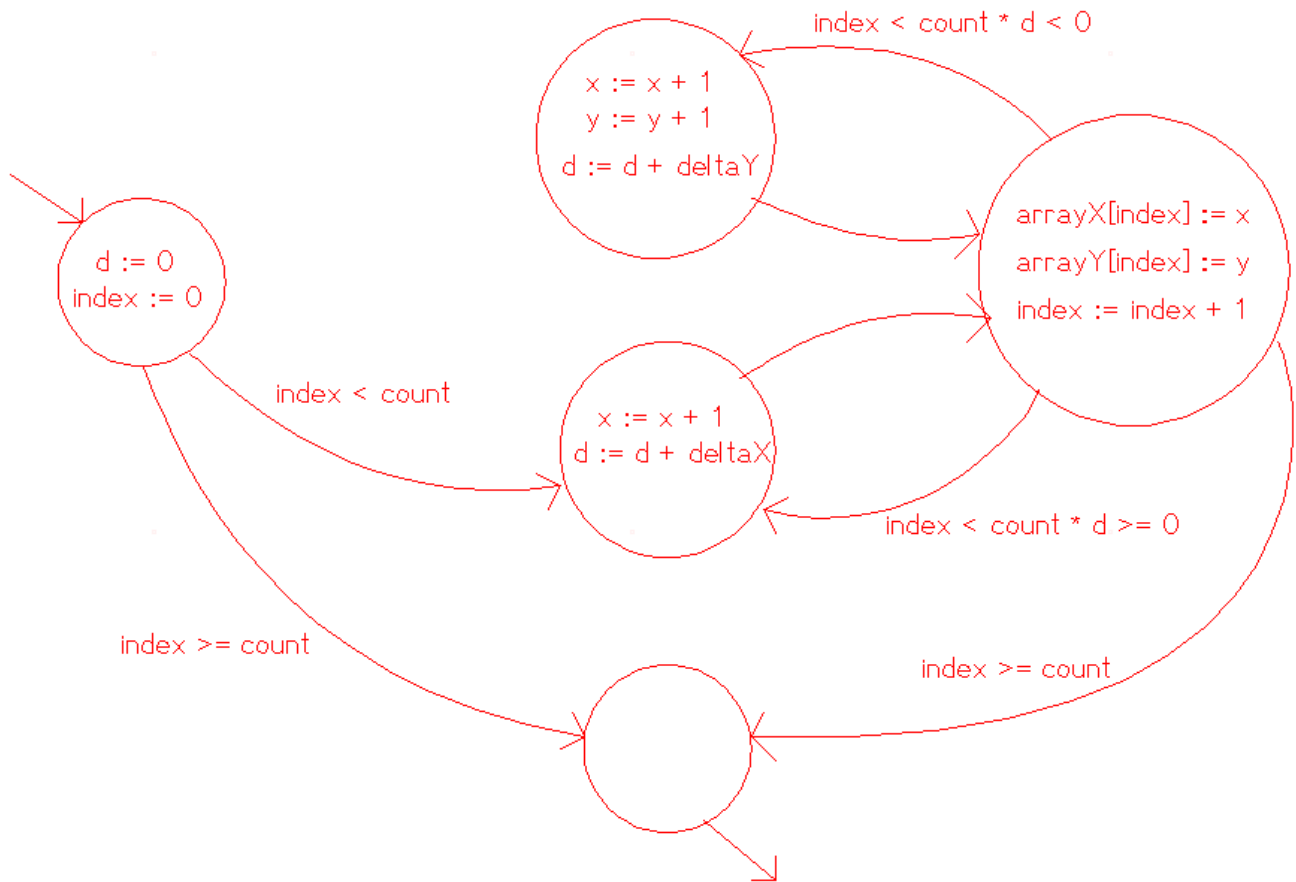 index < count * d < 0
x := x + 1
y := y + 1
d := d + deltaY
arrayX[index] := x
arrayY[index] := y
index := index + 1
d := 0
index := 0
index < count
x := x + 1
d := d + deltaX
index < count * d >= 0
index >= count
index >= count